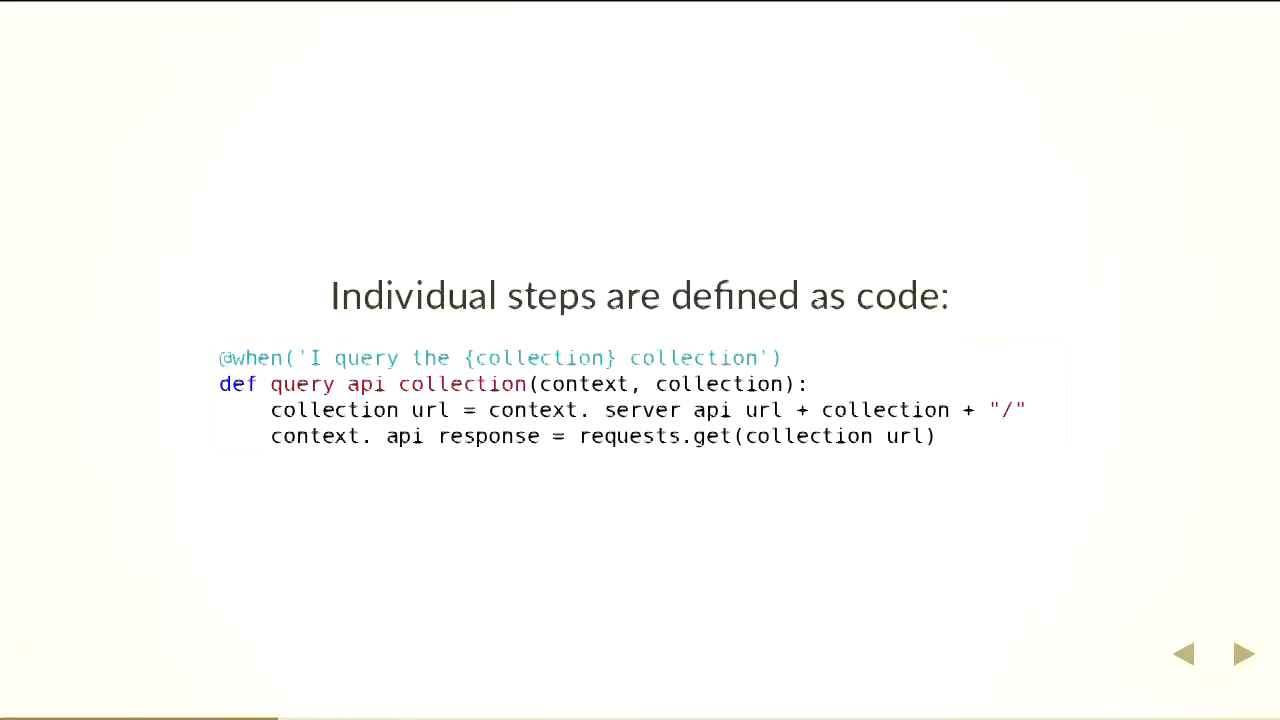 Individual steps are defined as code:
@when('I query the {collection} collection')
def query api collection(context, collection):
    collection url = context. server api url + collection + "/"
    context. api response = requests.get(collection url)